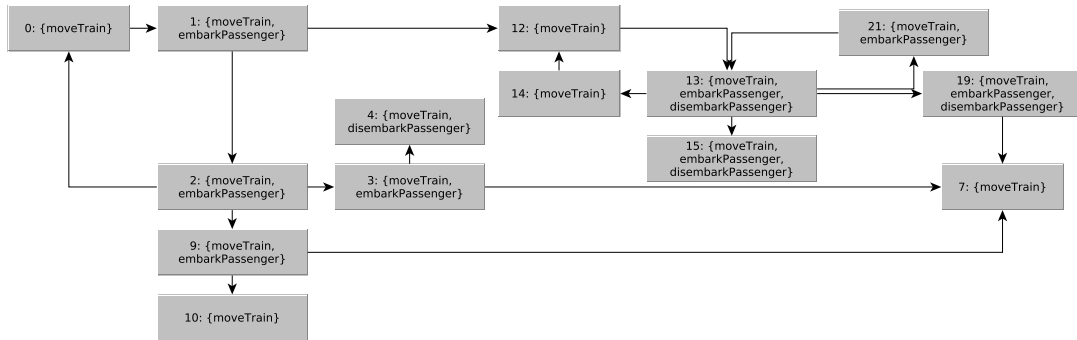 0: {moveTrain}
1: {moveTrain,
embarkPassenger}
12: {moveTrain}
21: {moveTrain,
embarkPassenger}
14: {moveTrain}
13: {moveTrain,
embarkPassenger,
disembarkPassenger}
19: {moveTrain,
embarkPassenger,
disembarkPassenger}
4: {moveTrain,
disembarkPassenger}
15: {moveTrain,
embarkPassenger,
disembarkPassenger}
2: {moveTrain,
embarkPassenger}
3: {moveTrain,
embarkPassenger}
7: {moveTrain}
9: {moveTrain,
embarkPassenger}
10: {moveTrain}